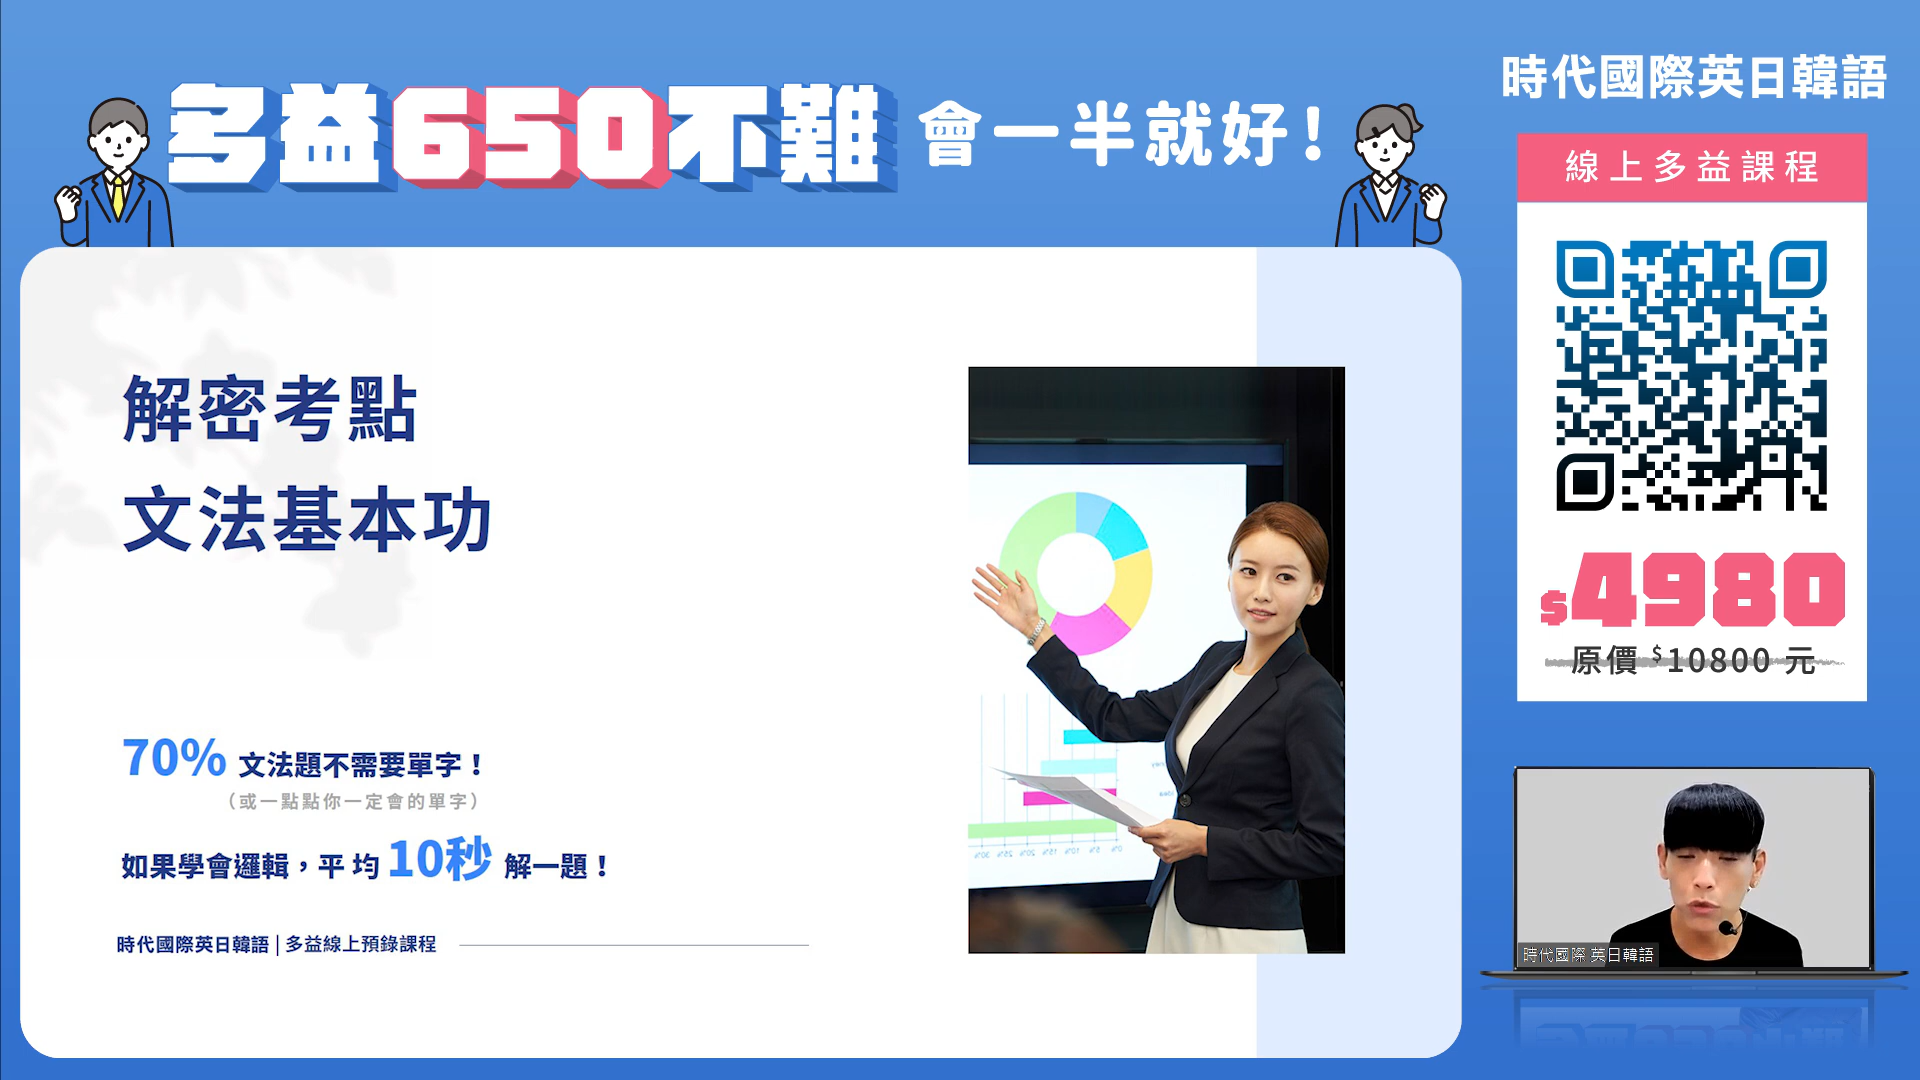 多益650不難 會一半就好!
時代國際英日韓語
線上多益課程
$4980
原價 $10800 元
解密考點
文法基本功
70% 文法題不需要單字!
(或一點點你一定會的單字)
如果學會邏輯,平 均 10秒 解一題!
時代國際英日韓語 | 多益線上預錄課程
時代國際 英日韓語